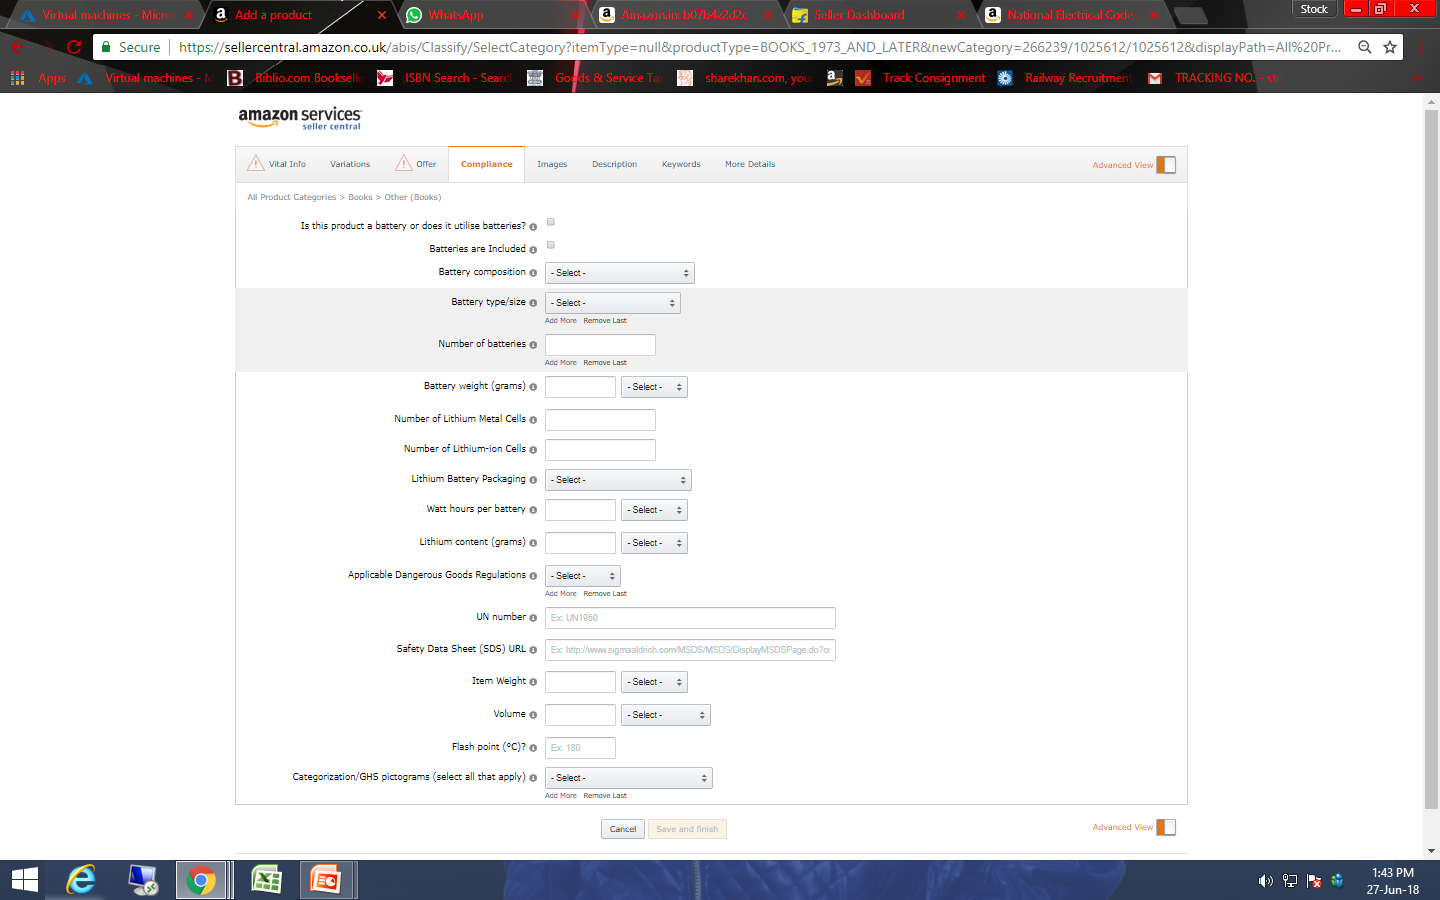 Stock
Virtual machines - Micros
Add a product
WhatsApp
Amazon.in: b07b4z2d2c
Seller Dashboard
National Electrical Code
Secure
https://sellercentral.amazon.co.uk/abis/Classify/SelectCategory?itemType=null&productType=BOOKS_1973_AND_LATER&newCategory=266239/1025612/1025612&displayPath=All%20Pr...
Apps
Virtual machines - M
Biblio.com Bookselle
ISBN Search - Search
Goods & Service Tax
sharekhan.com, your
Track Consignment
Railway Recruitment
TRACKING NO. - sh
amazon services
seller central
Vital Info
Variations
Offer
Compliance
Images
Description
Keywords
More Details
Advanced View
All Product Categories > Books > Other (Books)
Is this product a battery or does it utilise batteries?
Batteries are Included
Battery composition - Select -
Battery type/size - Select -
Add More Remove Last
Number of batteries
Add More Remove Last
Battery weight (grams) - Select -
Number of Lithium Metal Cells
Number of Lithium-ion Cells
Lithium Battery Packaging - Select -
Watt hours per battery - Select -
Lithium content (grams) - Select -
Applicable Dangerous Goods Regulations - Select -
Add More Remove Last
UN number Ex: UN1950
Safety Data Sheet (SDS) URL Ex: http://www.sigmaaldrich.com/MSDS/MSDS/DisplayMSDSPage.do?co
Item Weight - Select -
Volume - Select -
Flash point (°C)? Ex: 180
Categorization/GHS pictograms (select all that apply) - Select -
Add More Remove Last
Cancel
Save and finish
Advanced View
1:43 PM
27-Jun-18